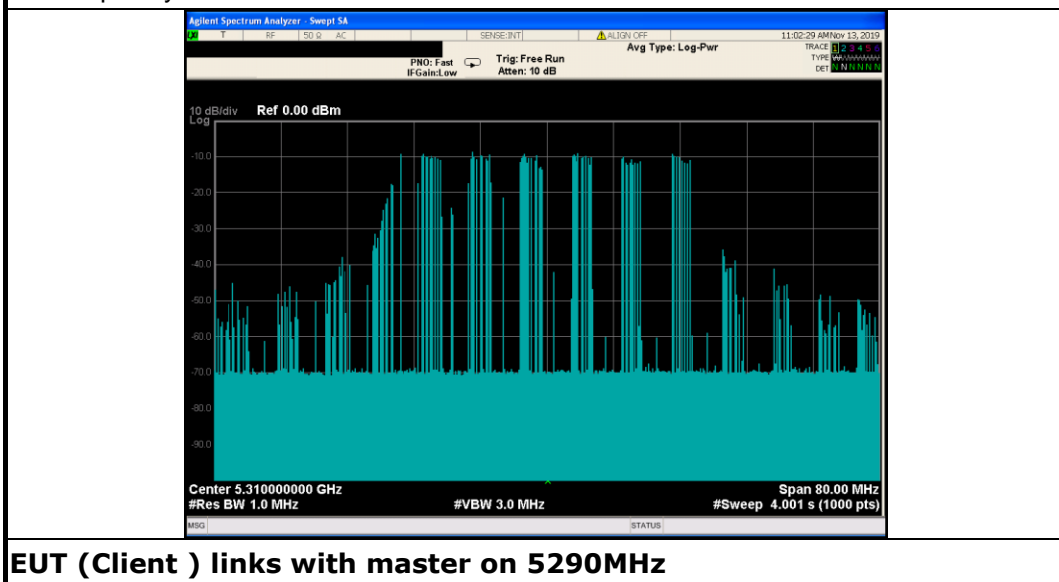 Agilent Spectrum Analyzer - Swept SA
T RF 50 Ω AC SENSE:INT ALIGN OFF 11:02:29 AM Nov 13, 2019
Avg Type: Log-Pwr
TRACE 1 2 3 4 5 6
PNO: Fast Trig: Free Run
TYPE
IFGain:Low Atten: 10 dB
DET N N N N N N
10 dB/div Ref 0.00 dBm
Log
-10.0
-20.0
-30.0
-40.0
-50.0
-60.0
-70.0
-80.0
-90.0
Center 5.310000000 GHz Span 80.00 MHz
#Res BW 1.0 MHz #VBW 3.0 MHz #Sweep 4.001 s (1000 pts)
MSG STATUS
EUT (Client ) links with master on 5290MHz